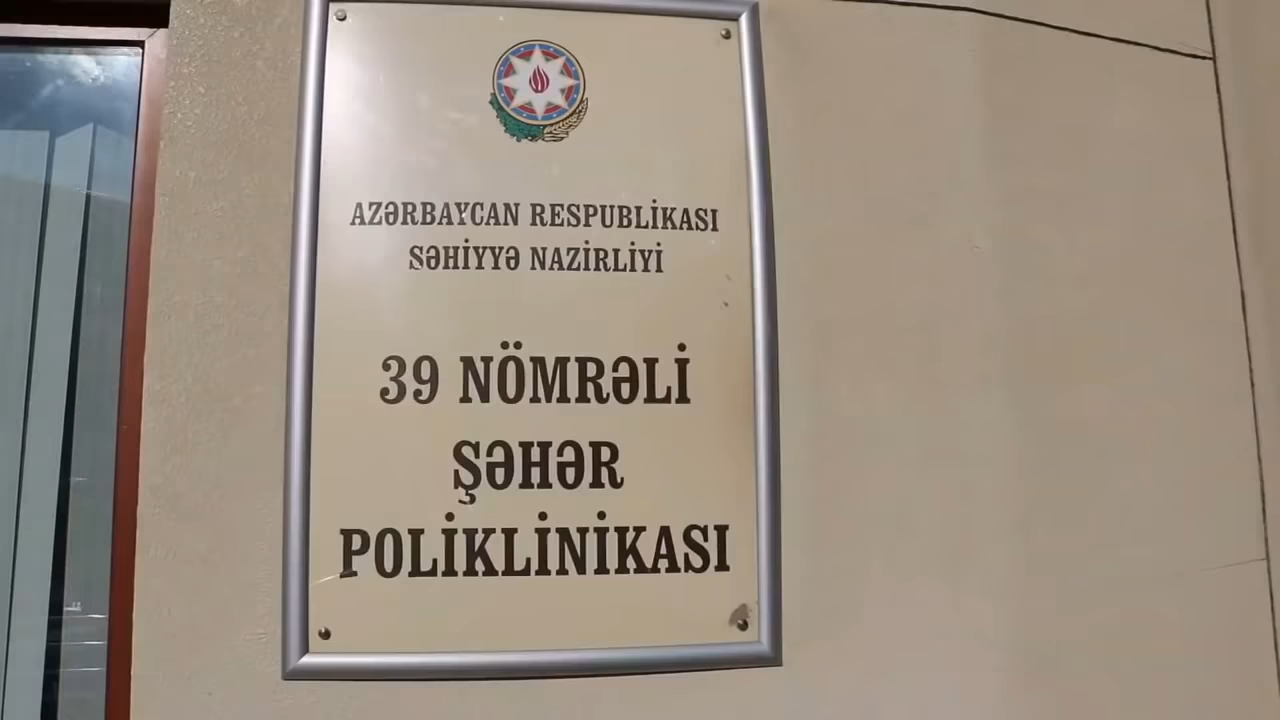 AZƏRBAYCAN RESPUBLİKASI
SƏHİYYƏ NAZİRLİYİ
39 NÖMRƏLİ
ŞƏHƏR
POLİKLİNİKASI